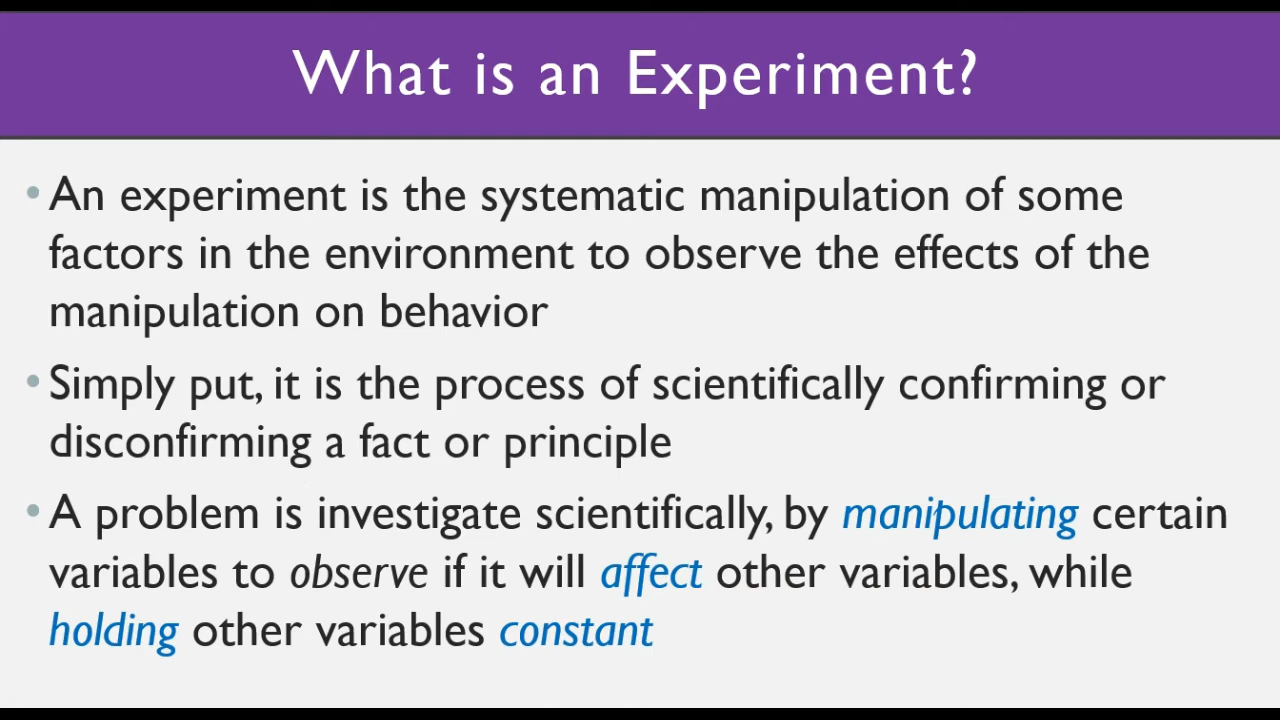 What is an Experiment?
• An experiment is the systematic manipulation of some
factors in the environment to observe the effects of the
manipulation on behavior
• Simply put, it is the process of scientifically confirming or
disconfirming a fact or principle
• A problem is investigate scientifically, by manipulating certain
variables to observe if it will affect other variables, while
holding other variables constant